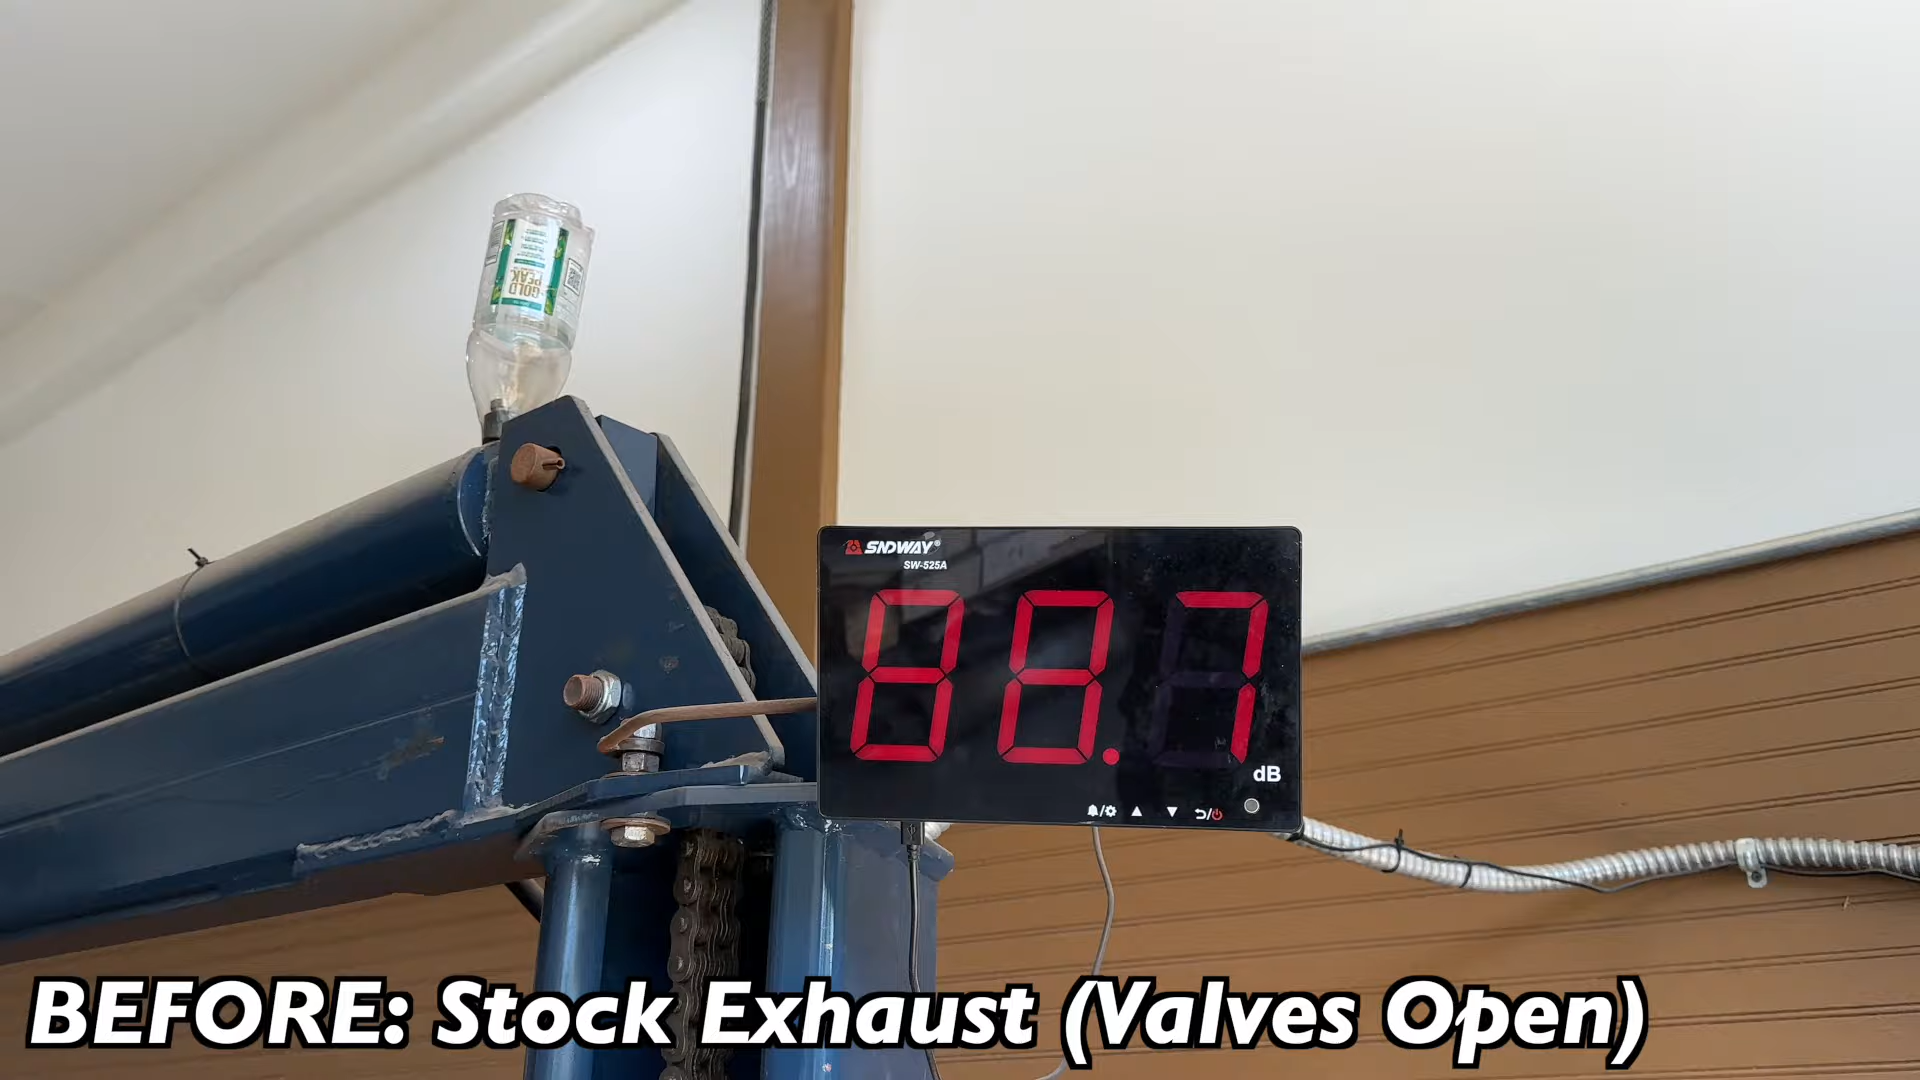 GOLD
PEAK
SNDWAY®
SW-525A
88.7
dB
BEFORE: Stock Exhaust (Valves Open)